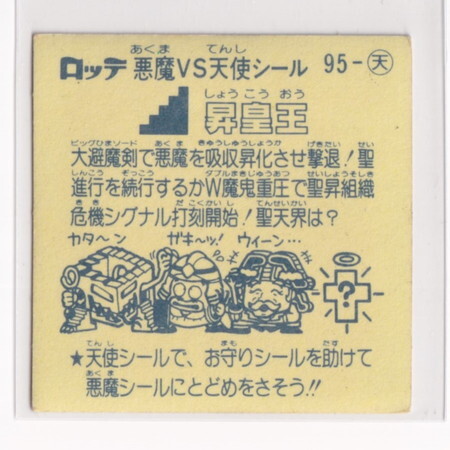 ロッテ 悪魔VS天使シール 95-天
あくま てんし
しょうこうおう
昇皇王
ビッグひまソード あくま きゅうしゅうしょうか げきたい せい
大避魔剣で悪魔を吸収昇化させ撃退!聖
しんこう ぞっこう ダブルまきじゅうあつ せいしょうそしき
進行を続行するかW魔鬼重圧で聖昇組織
きき だこくかいし てんせいかい
危機シグナル打刻開始!聖天界は?
カタ〜ン ガキ〜ッ! ウィーン…
?
てんし まも たす
★天使シールで、お守りシールを助けて
あくま
悪魔シールにとどめをさそう!!